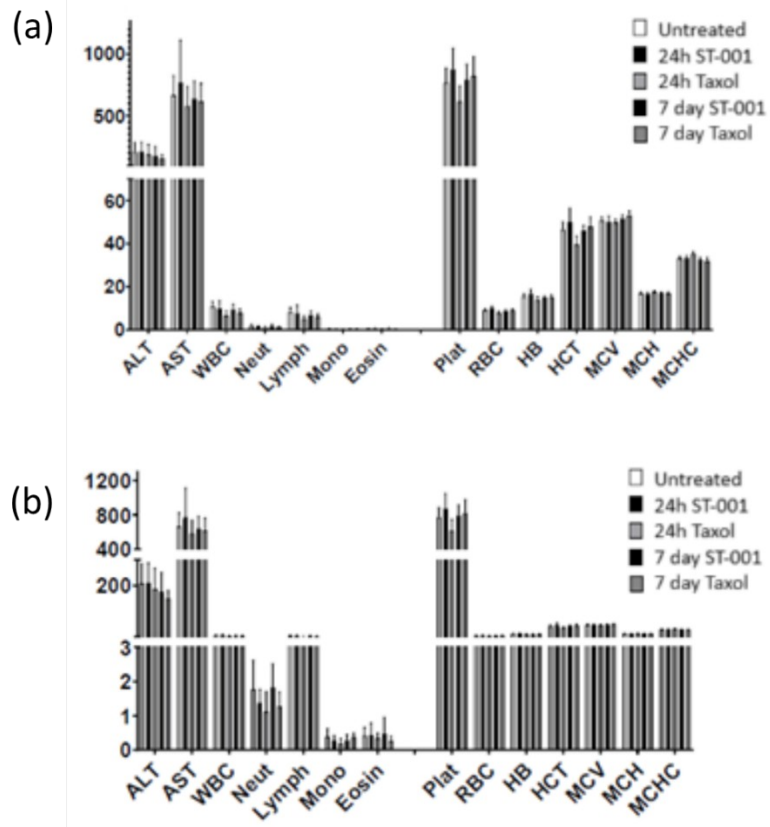 (a)
1000
500
60
40
20
0
ALT AST WBC Neut Lymph Mono Eosin Plat RBC HB HCT MCV MCH MCHC
Untreated
24h ST-001
24h Taxol
7 day ST-001
7 day Taxol
(b)
1200
800
400
200
3
2
1
0
ALT AST WBC Neut Lymph Mono Eosin Plat RBC HB HCT MCV MCH MCHC
Untreated
24h ST-001
24h Taxol
7 day ST-001
7 day Taxol